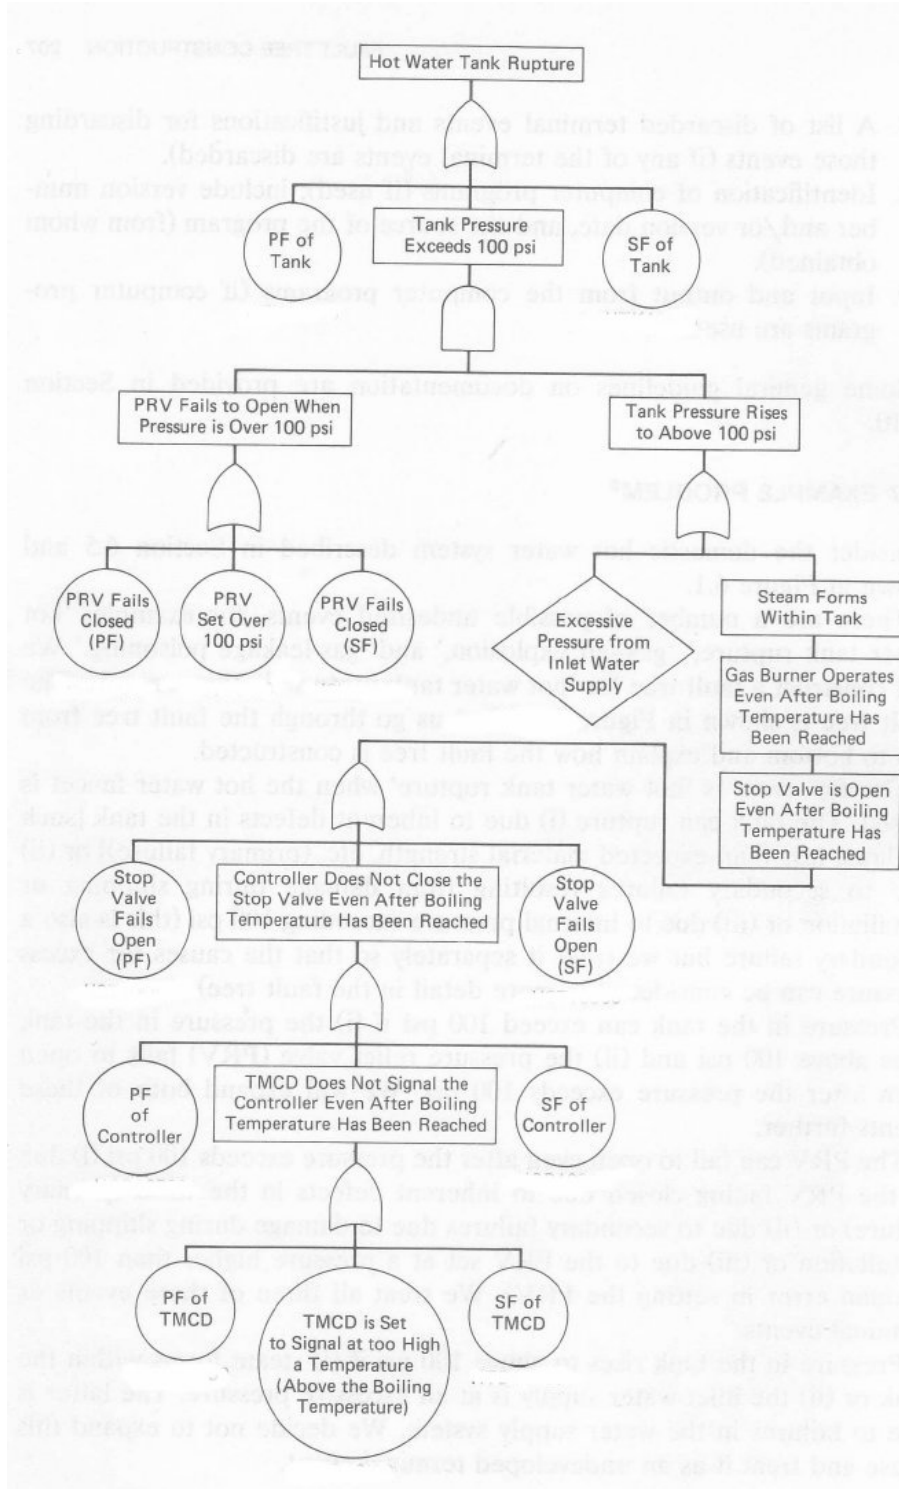 Hot Water Tank Rupture
PF of
Tank
Tank Pressure
Exceeds 100 psi
SF of
Tank
PRV Fails to Open When
Pressure is Over 100 psi
Tank Pressure Rises
to Above 100 psi
PRV Fails
Closed
(PF)
PRV
Set Over
100 psi
PRV Fails
Closed
(SF)
Excessive
Pressure from
Inlet Water
Supply
Steam Forms
Within Tank
Gas Burner Operates
Even After Boiling
Temperature Has
Been Reached
Stop Valve is Open
Even After Boiling
Temperature Has
Been Reached
Stop
Valve
Fails
Open
(PF)
Controller Does Not Close the
Stop Valve Even After Boiling
Temperature Has Been Reached
Stop
Valve
Fails
Open
(SF)
PF
of
Controller
TMCD Does Not Signal the
Controller Even After Boiling
Temperature Has Been Reached
SF of
Controller
PF of
TMCD
TMCD is Set
to Signal at too High
a Temperature
(Above the Boiling
Temperature)
SF of
TMCD